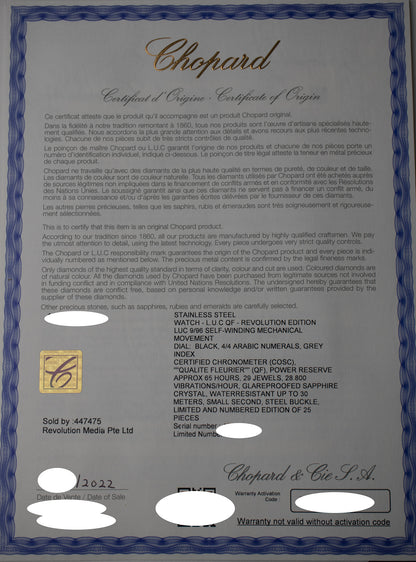 Chopard
Certificat d'Origine - Certificate of Origin
Ce certificat atteste que le produit qu'il accompagne est un produit Chopard original.
Dans la fidélité à notre tradition remontant à 1860, tous nos produits sont l'œuvre d'artisans spécialisés haute-
ment qualifiés. Nous accordons la plus grande attention aux détails et avons recours aux plus récentes techno-
logies. Chacune de nos pièces subit de très stricts contrôles de qualité.
Le poinçon de maître Chopard ou L.U.C garantit l'origine de nos produits et chacune de nos pièces porte un
numéro d'identification individuel, indiqué ci-dessous. Le poinçon de titre légal atteste la teneur en métal précieux
de chaque produit.
Chopard ne travaille qu'avec des diamants de la plus haute qualité en termes de pureté, de couleur et de taille.
Les diamants de couleur sont de couleur naturelle. Tous les diamants utilisés par Chopard ont été achetés auprès
de sources légitimes non impliquées dans le financement de conflits armés et en conformité avec les Résolutions
des Nations Unies. Le soussigné garantit ainsi que ces diamants ne servent pas à financer un conflit armé, du
moins à sa connaissance et/ou d'après les garanties écrites délivrées par le fournisseur de ces diamants.
Les autres pierres précieuses, telles que les saphirs, rubis et émeraudes sont très soigneusement et rigoureuse-
ment sélectionnées.
This is to certify that this item is an original Chopard product.
According to our tradition since 1860, all our products are manufactured by highly qualified craftsmen. We pay
the utmost attention to detail, using the latest technology. Every piece undergoes very strict quality controls.
The Chopard or L.U.C responsibility mark guarantees the origin of the Chopard product and every piece is indi-
vidually numbered as mentioned below. The precious metal content is confirmed by the legal fineness marks.
Only diamonds of the highest quality standard in terms of clarity, colour and cut are used. Coloured diamonds are
of natural colour. All the diamonds used by Chopard have been purchased from legitimate sources not involved
in funding conflict and in compliance with United Nations Resolutions. The undersigned hereby guarantees that
these diamonds are conflict free, based on personal knowledge and/or written guarantees provided by the
supplier of these diamonds.
Other precious stones, such as sapphires, rubies and emeralds are carefully selected.
STAINLESS STEEL
WATCH - L.U.C QF - REVOLUTION EDITION
LUC 9/96 SELF-WINDING MECHANICAL
MOVEMENT
DIAL: BLACK, 4/4 ARABIC NUMERALS, GREY
INDEX
CERTIFIED CHRONOMETER (COSC),
""QUALITE FLEURIER"" (QF), POWER RESERVE
APPROX 65 HOURS, 29 JEWELS, 28.800
VIBRATIONS/HOUR, GLAREPROOFED SAPPHIRE
CRYSTAL, WATERRESISTANT UP TO 30
METERS, SMALL SECOND, STEEL BUCKLE,
LIMITED AND NUMBERED EDITION OF 25
PIECES
Serial number
Limited Numbe
Sold by :447475
Revolution Media Pte Ltd
/2022
Date de Vente / Date of Sale
Chopard & Cie S.A.
Warranty Activation
Code
Warranty not valid without activation code